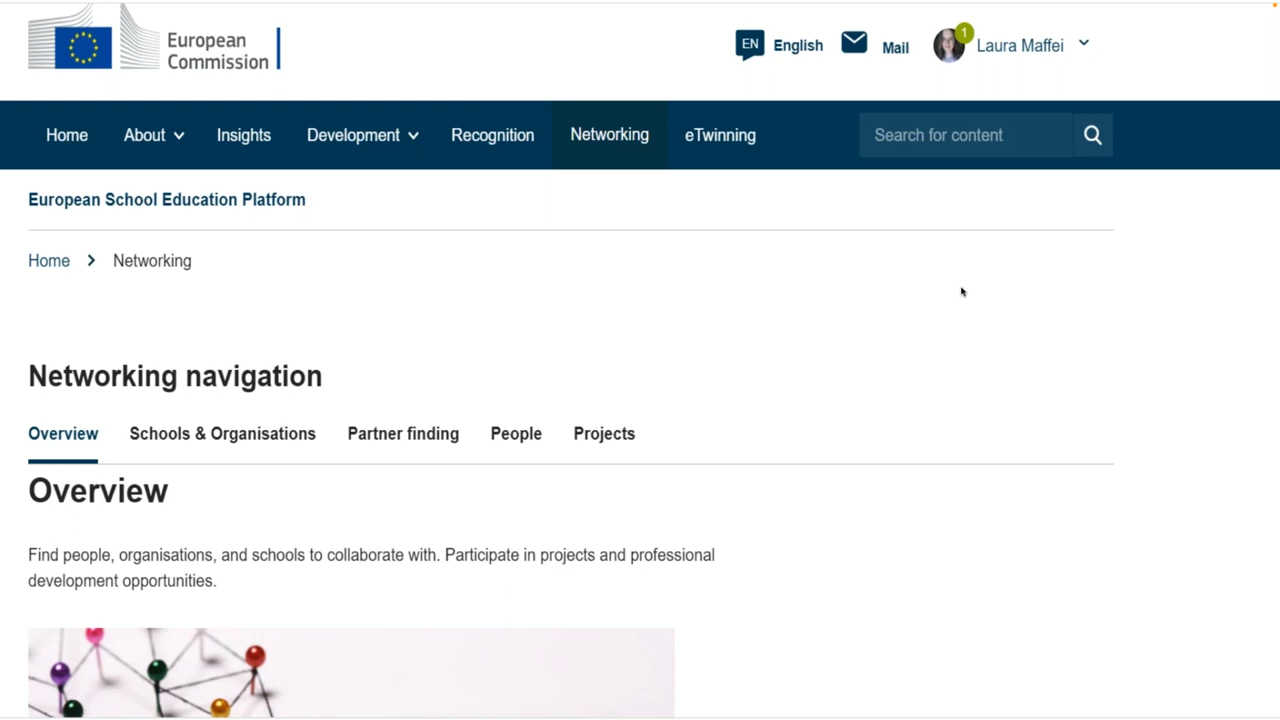 European
Commission
EN English Mail 1 Laura Maffei
Home About Insights Development Recognition Networking eTwinning Search for content
European School Education Platform
Home Networking
Networking navigation
Overview Schools & Organisations Partner finding People Projects
Overview
Find people, organisations, and schools to collaborate with. Participate in projects and professional
development opportunities.